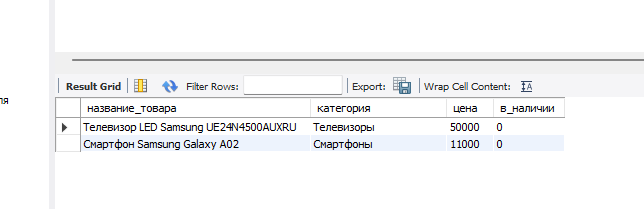 ля
Result Grid Filter Rows: Export: Wrap Cell Content: IA
название_товара категория цена в_наличии
Телевизор LED Samsung UE24N4500AUXRU Телевизоры 50000 0
Смартфон Samsung Galaxy A02 Смартфоны 11000 0